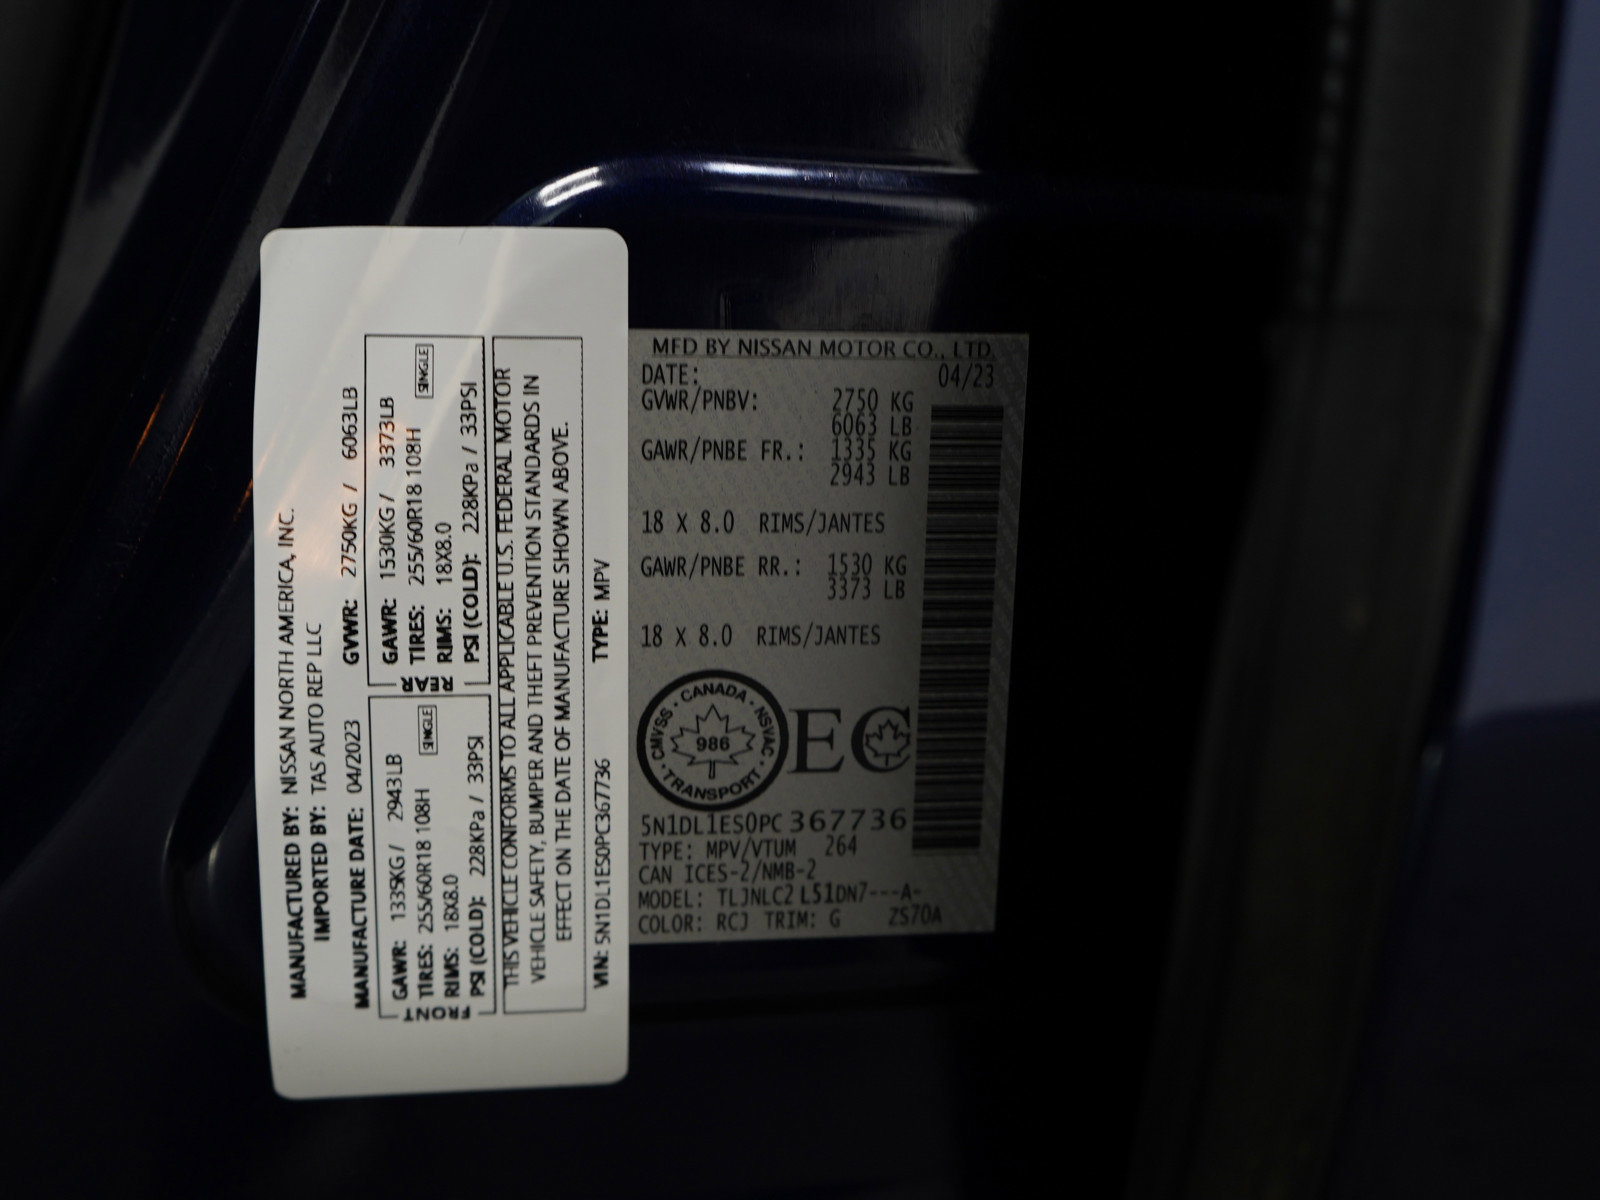 MANUFACTURED BY: NISSAN NORTH AMERICA, INC.
IMPORTED BY: TAS AUTO REP LLC
MANUFACTURE DATE: 04/2023 GVWR: 2750KG / 6063LB
FRONT
GAWR: 1335KG / 2943LB
TIRES: 255/60R18 108H SINGLE
RIMS: 18X8.0
PSI (COLD): 228KPa / 33PSI
REAR
GAWR: 1530KG / 3373LB
TIRES: 255/60R18 108H SINGLE
RIMS: 18X8.0
PSI (COLD): 228KPa / 33PSI
THIS VEHICLE CONFORMS TO ALL APPLICABLE U.S. FEDERAL MOTOR
VEHICLE SAFETY, BUMPER AND THEFT PREVENTION STANDARDS IN
EFFECT ON THE DATE OF MANUFACTURE SHOWN ABOVE.
VIN: 5N1DL1ES0PC367736 TYPE: MPV
MFD BY NISSAN MOTOR CO., LTD.
DATE: 04/23
GVWR/PNBV: 2750 KG
6063 LB
GAWR/PNBE FR.: 1335 KG
2943 LB
18 X 8.0 RIMS/JANTES
GAWR/PNBE RR.: 1530 KG
3373 LB
18 X 8.0 RIMS/JANTES
CMVSS · CANADA · NSVAC · TRANSPORT ·
986
EC
5N1DL1ES0PC 367736
TYPE: MPV/VTUM 264
CAN ICES-2/NMB-2
MODEL: TLJNLC2 L51DN7---A-
COLOR: RCJ TRIM: G ZS70A